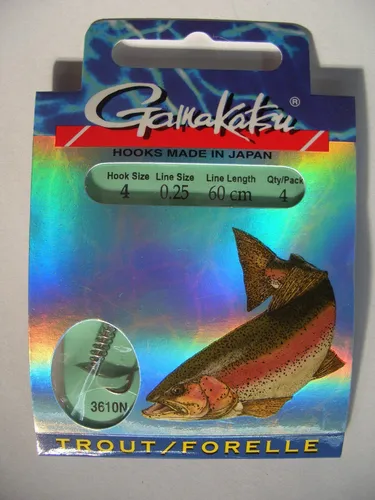 Gamakatsu®
HOOKS MADE IN JAPAN
Hook Size Line Size Line Length Qty/Pack
4 0.25 60 cm 4
3610N
TROUT/FORELLE